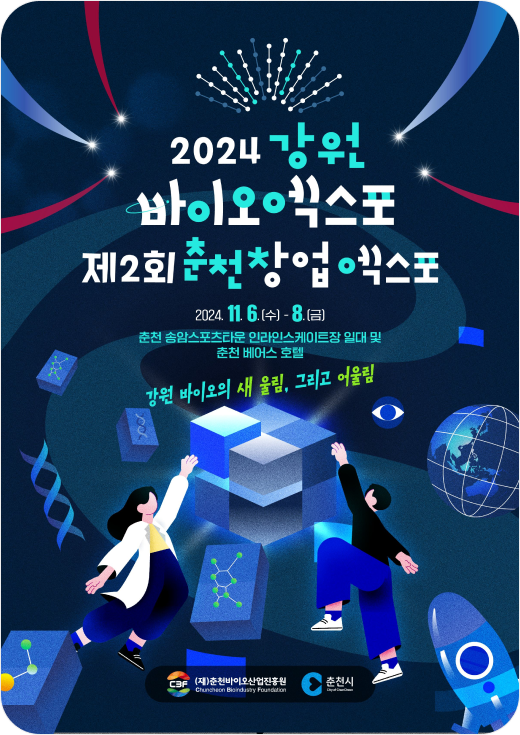 2024 강원
바이오엑스포
제2회 춘천창업엑스포
2024. 11. 6.(수) - 8.(금)
춘천 송암스포츠타운 인라인스케이트장 일대 및
춘천 베어스 호텔
강원 바이오의 새 울림, 그리고 어울림
CBF (재)춘천바이오산업진흥원
Chuncheon Bioindustry Foundation
춘천시
City of ChunCheon